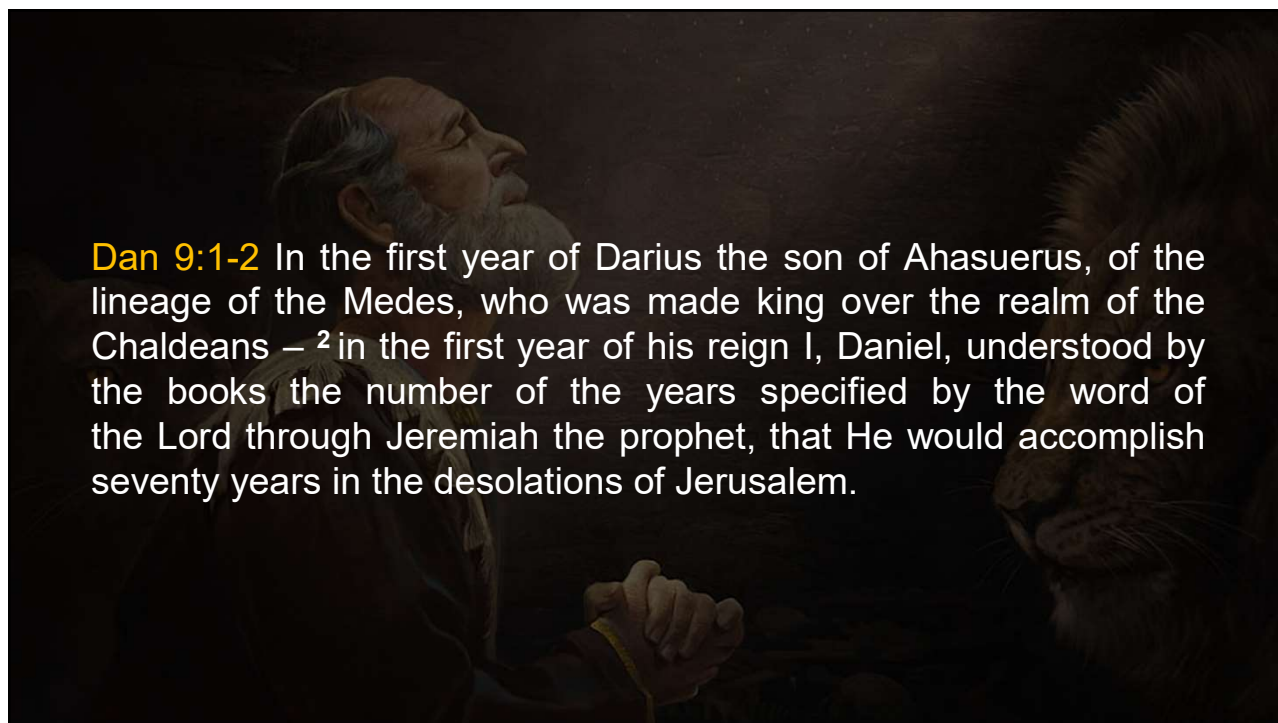 Dan 9:1-2 In the first year of Darius the son of Ahasuerus, of the
lineage of the Medes, who was made king over the realm of the
Chaldeans – 2 in the first year of his reign I, Daniel, understood by
the books the number of the years specified by the word of
the Lord through Jeremiah the prophet, that He would accomplish
seventy years in the desolations of Jerusalem.